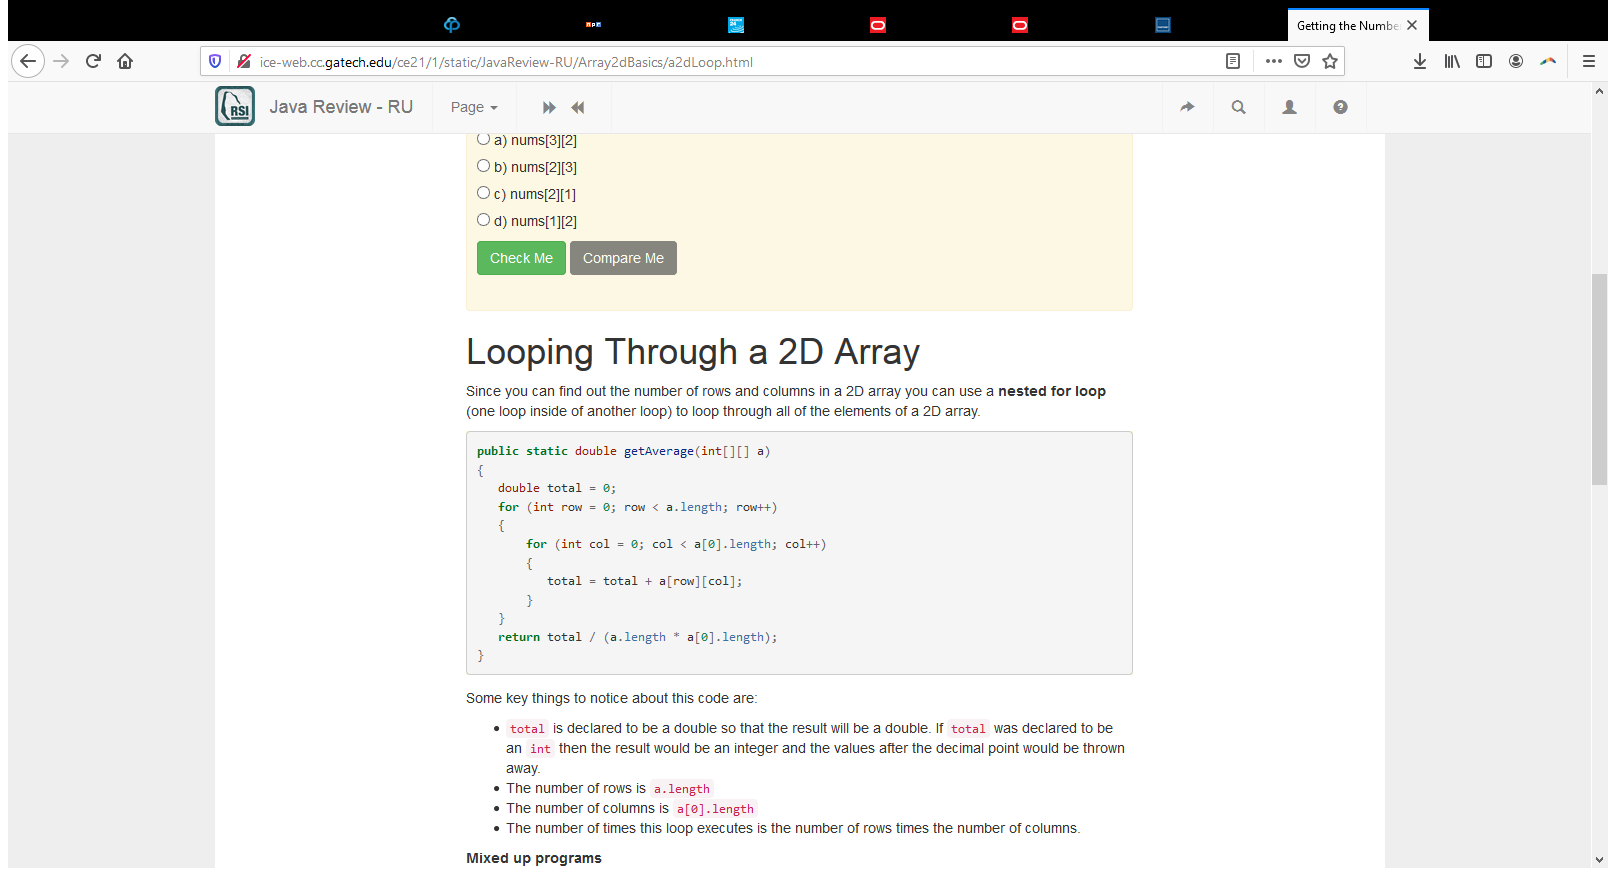 npr
24
Getting the Numbe
ice-web.cc.gatech.edu/ce21/1/static/JavaReview-RU/Array2dBasics/a2dLoop.html
RSI
Java Review - RU
Page
a) nums[3][2]
b) nums[2][3]
c) nums[2][1]
d) nums[1][2]
Check Me
Compare Me
Looping Through a 2D Array
Since you can find out the number of rows and columns in a 2D array you can use a nested for loop
(one loop inside of another loop) to loop through all of the elements of a 2D array.
public static double getAverage(int[][] a)
{
double total = 0;
for (int row = 0; row < a.length; row++)
{
for (int col = 0; col < a[0].length; col++)
{
total = total + a[row][col];
}
}
return total / (a.length * a[0].length);
}
Some key things to notice about this code are:
total is declared to be a double so that the result will be a double. If total was declared to be
an int then the result would be an integer and the values after the decimal point would be thrown
away.
The number of rows is a.length
The number of columns is a[0].length
The number of times this loop executes is the number of rows times the number of columns.
Mixed up programs